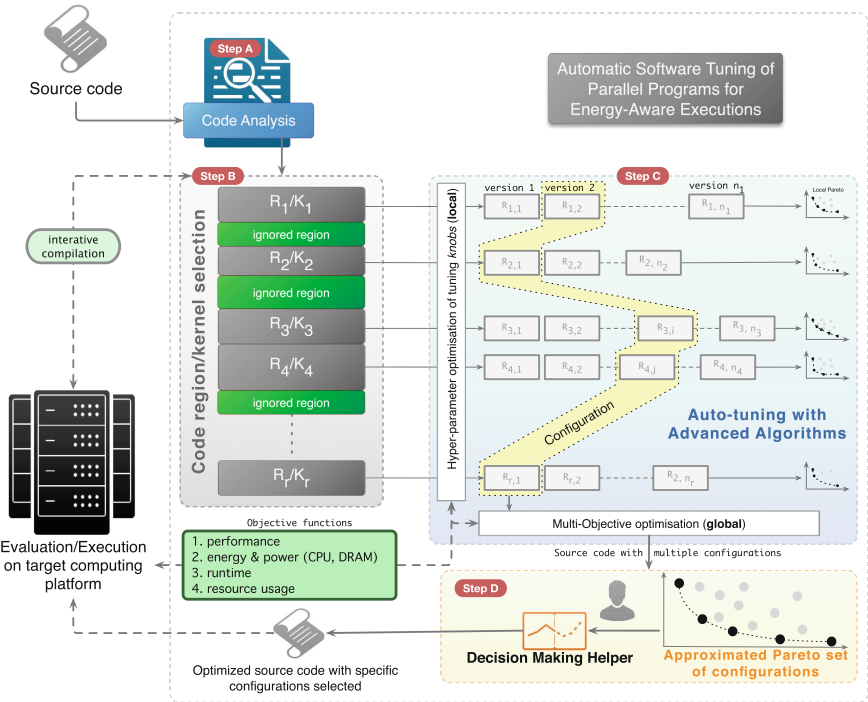 Source code
Step A
Code Analysis
Automatic Software Tuning of
Parallel Programs for
Energy-Aware Executions
Step B
Code region/kernel selection
R1/K1
ignored region
R2/K2
ignored region
R3/K3
R4/K4
ignored region
Rr/Kr
interative
compilation
Hyper-parameter optimisation of tuning knobs (local)
Step C
version 1
version 2
version n1
Local Pareto
R1,1
R1,2
R1, n1
R2,1
R2,2
R2, n2
R3,1
R3,2
R3,i
R3, n3
R4,1
R4,2
R4,j
R4, n4
Configuration
Auto-tuning with
Advanced Algorithms
Rr,1
Rr,2
R2, nr
Multi-Objective optimisation (global)
Source code with multiple configurations
Objective functions
1. performance
2. energy & power (CPU, DRAM)
3. runtime
4. resource usage
Evaluation/Execution
on target computing
platform
Step D
Decision Making Helper
Approximated Pareto set
of configurations
Optimized source code with specific
configurations selected